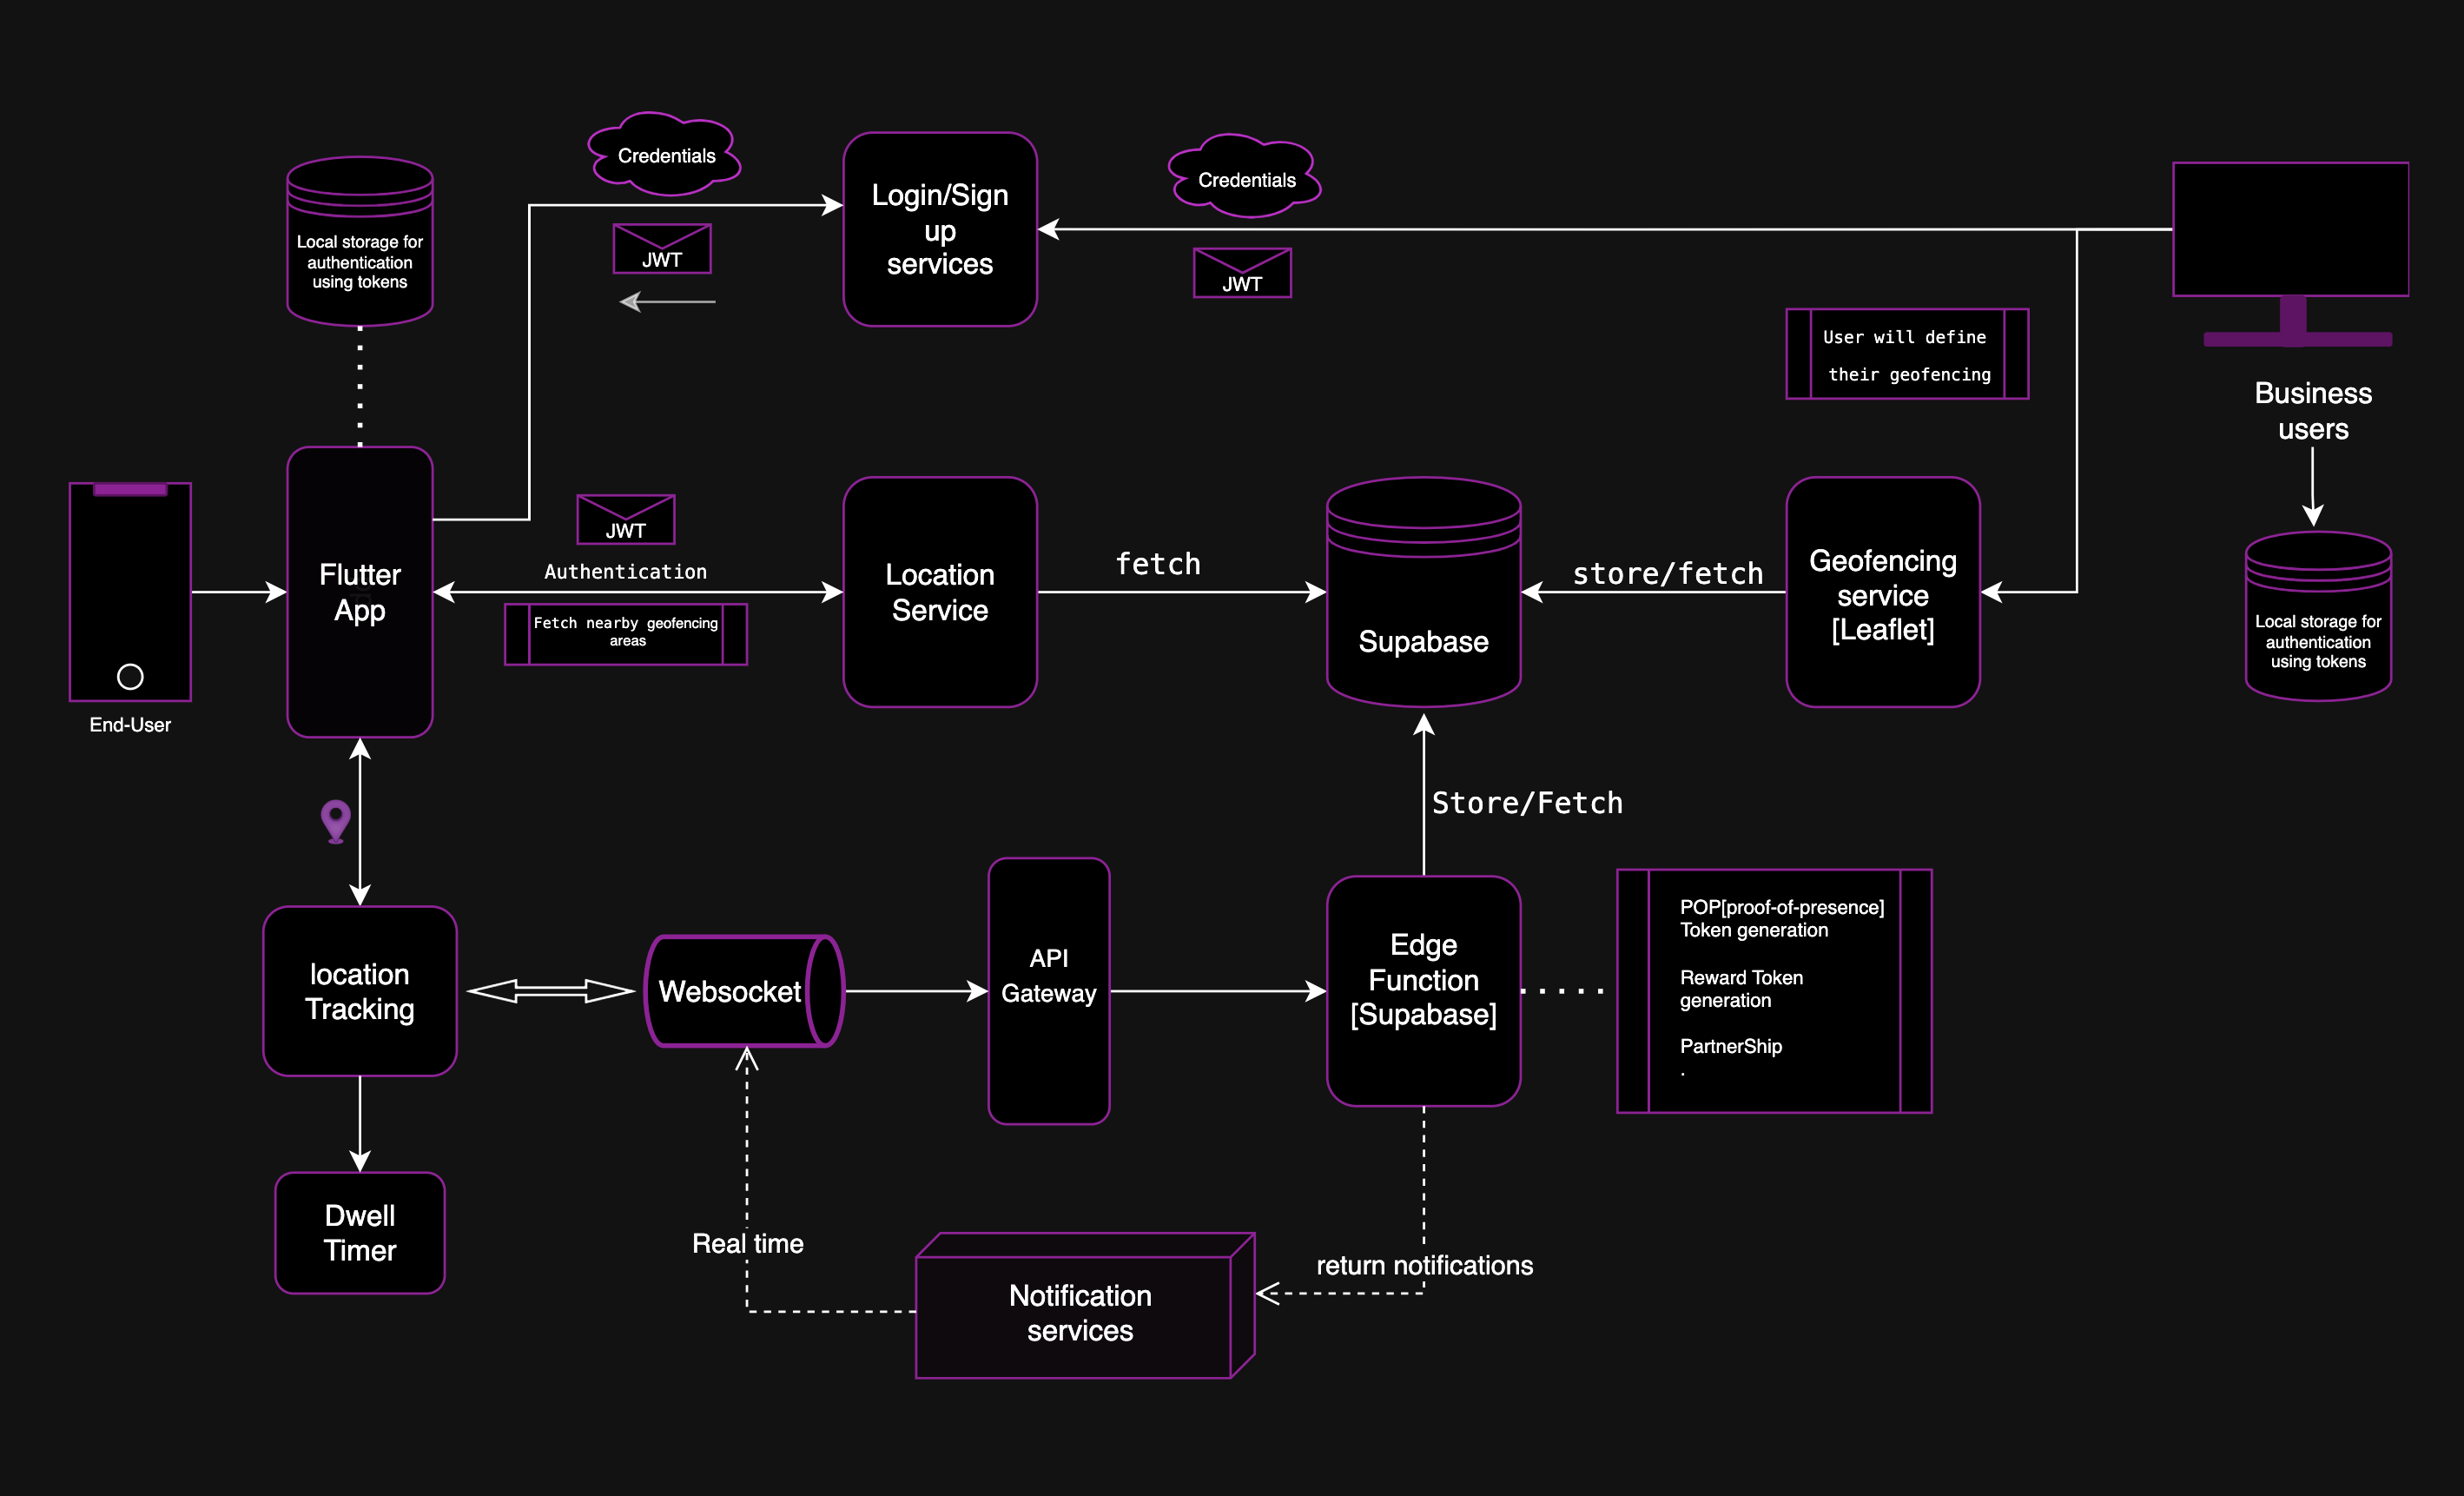 Credentials
JWT
Login/Sign
up
services
Credentials
JWT
Local storage for
authentication
using tokens
User will define
their geofencing
Business
users
Flutter
App
End-User
JWT
Authentication
Fetch nearby geofencing
areas
Location
Service
fetch
Supabase
store/fetch
Geofencing
service
[Leaflet]
Local storage for
authentication
using tokens
Store/Fetch
location
Tracking
Websocket
API
Gateway
Edge
Function
[Supabase]
POP[proof-of-presence]
Token generation
Reward Token
generation
PartnerShip
.
Dwell
Timer
Real time
Notification
services
return notifications